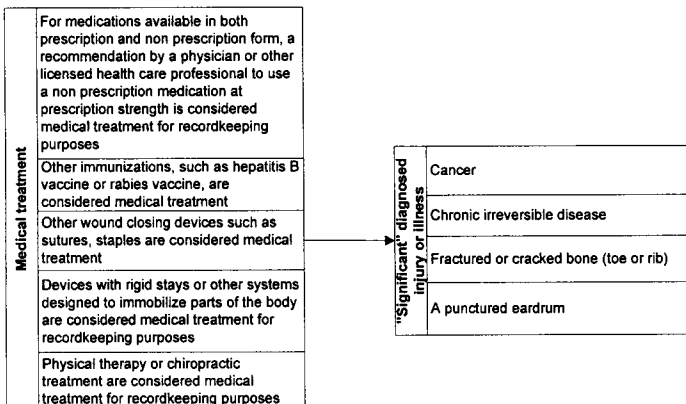 Medical treatment
For medications available in both
prescription and non prescription form, a
recommendation by a physician or other
licensed health care professional to use
a non prescription medication at
prescription strength is considered
medical treatment for recordkeeping
purposes
Other immunizations, such as hepatitis B
vaccine or rabies vaccine, are
considered medical treatment
Other wound closing devices such as
sutures, staples are considered medical
treatment
Devices with rigid stays or other systems
designed to immobilize parts of the body
are considered medical treatment for
recordkeeping purposes
Physical therapy or chiropractic
treatment are considered medical
treatment for recordkeeping purposes
"Significant" diagnosed
injury or illness
Cancer
Chronic irreversible disease
Fractured or cracked bone (toe or rib)
A punctured eardrum